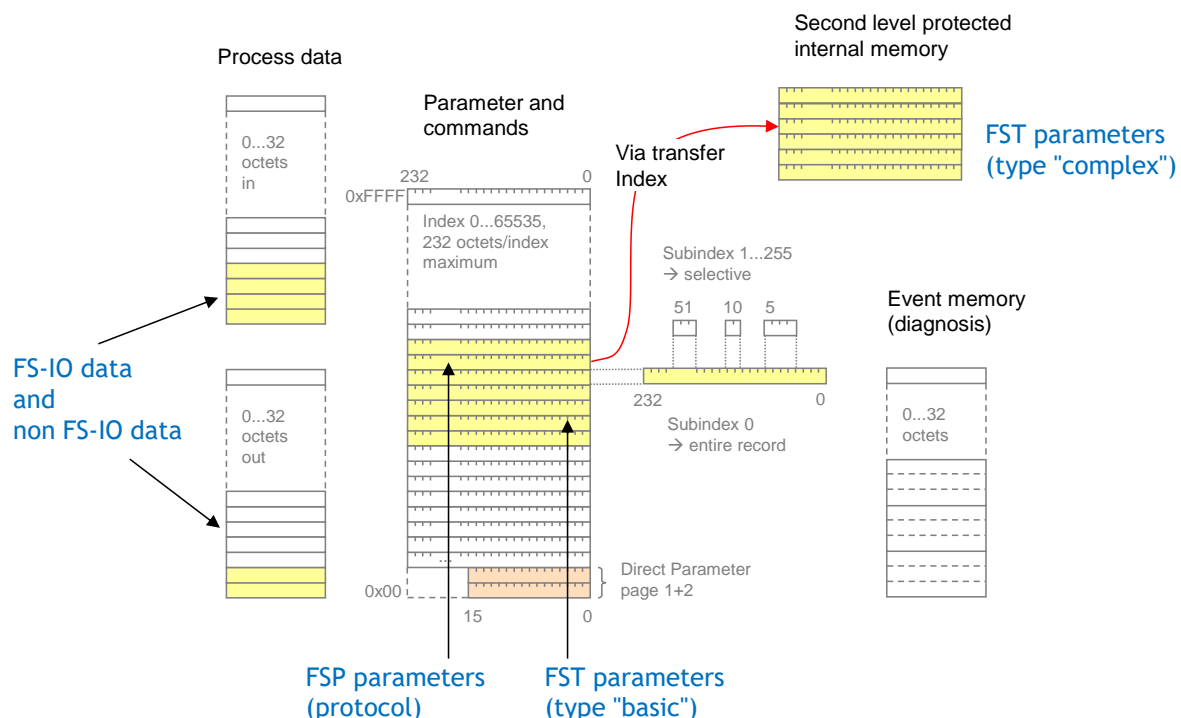 Second level protected
internal memory
Process data
Parameter and
commands
FST parameters
(type "complex")
0...32
octets
in
Via transfer
Index
232
0
0xFFFF
Index 0...65535,
232 octets/index
maximum
Subindex 1...255
→ selective
51
10
5
Event memory
(diagnosis)
FS-IO data
and
non FS-IO data
0...32
octets
out
232
0
Subindex 0
→ entire record
0...32
octets
...
Direct Parameter
page 1+2
0x00
15
0
FSP parameters
(protocol)
FST parameters
(type "basic")